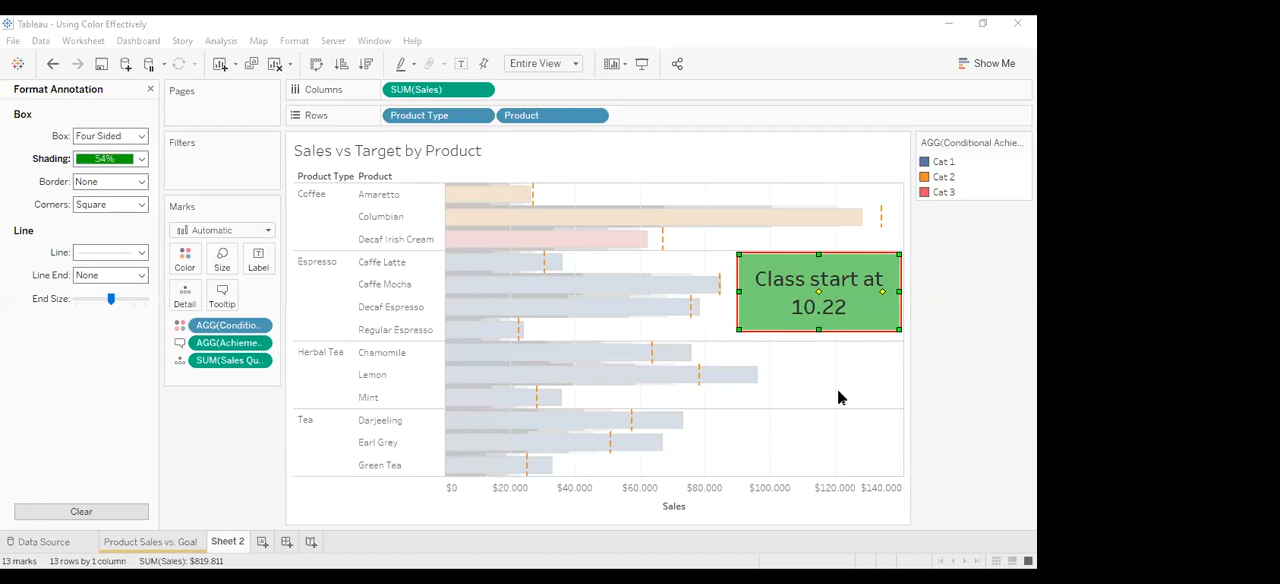 Tableau - Using Color Effectively
File Data Worksheet Dashboard Story Analysis Map Format Server Window Help
Entire View
Show Me
Format Annotation
Box
Box: Four Sided
Shading: 54%
Border: None
Corners: Square
Line
Line:
Line End: None
End Size:
Clear
Pages
Filters
Marks
Automatic
Color Size Label
Detail Tooltip
AGG(Conditio..
AGG(Achieme..
SUM(Sales Qu..
Columns SUM(Sales)
Rows Product Type Product
Sales vs Target by Product
Product Type Product
Coffee Amaretto
Columbian
Decaf Irish Cream
Espresso Caffe Latte
Caffe Mocha
Decaf Espresso
Regular Espresso
Herbal Tea Chamomile
Lemon
Mint
Tea Darjeeling
Earl Grey
Green Tea
$0 $20.000 $40.000 $60.000 $80.000 $100.000 $120.000 $140.000
Sales
Class start at
10.22
AGG(Conditional Achie...
Cat 1
Cat 2
Cat 3
Data Source Product Sales vs. Goal Sheet 2
13 marks 13 rows by 1 column SUM(Sales): $819.811